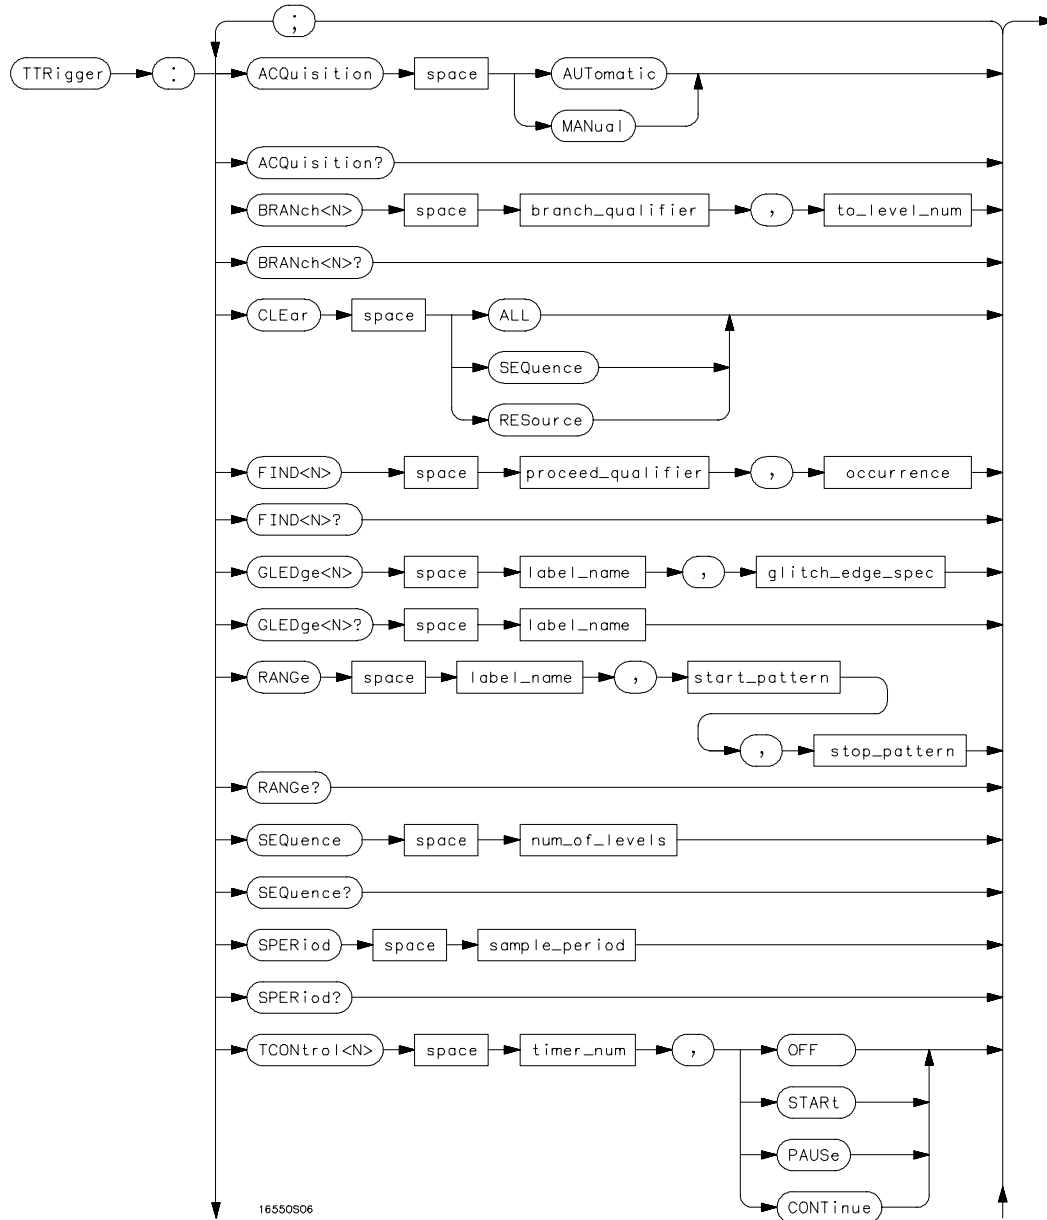 ;
TTRigger : ACQuisition space AUTomatic
MANual
ACQuisition?
BRANch<N> space branch_qualifier , to_level_num
BRANch<N>?
CLEar space ALL
SEQuence
RESource
FIND<N> space proceed_qualifier , occurrence
FIND<N>?
GLEDge<N> space label_name , glitch_edge_spec
GLEDge<N>? space label_name
RANGe space label_name , start_pattern
, stop_pattern
RANGe?
SEQuence space num_of_levels
SEQuence?
SPERiod space sample_period
SPERiod?
TCONtrol<N> space timer_num , OFF
STARt
PAUSe
CONTinue
16550S06